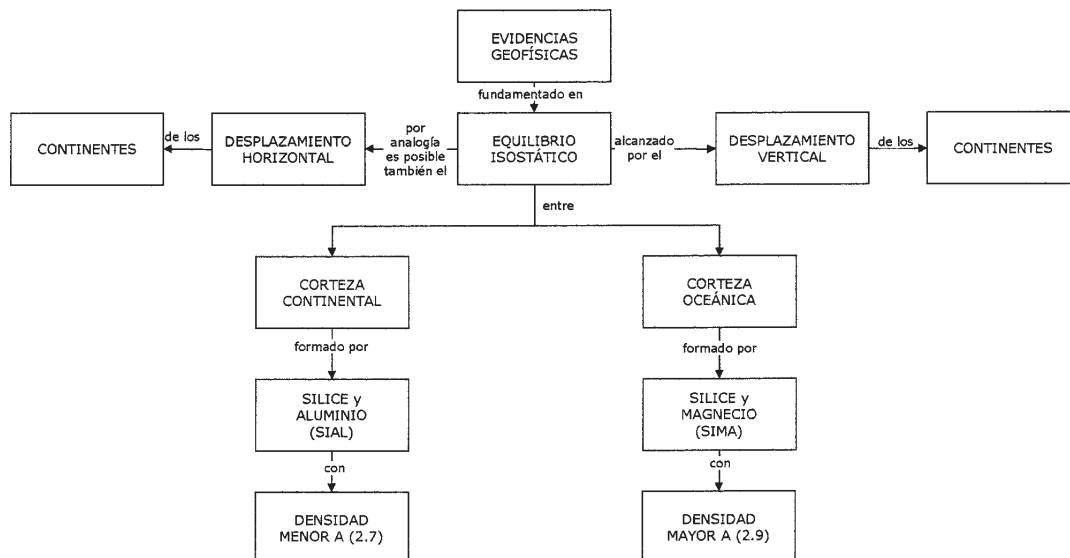 EVIDENCIAS
GEOFÍSICAS
fundamentado en
CONTINENTES
de los
DESPLAZAMIENTO
HORIZONTAL
por
analogía
es posible
también el
EQUILIBRIO
ISOSTÁTICO
alcanzado
por el
DESPLAZAMIENTO
VERTICAL
de los
CONTINENTES
entre
CORTEZA
CONTINENTAL
CORTEZA
OCEÁNICA
formado por
formado por
SILICE y
ALUMINIO
(SIAL)
SILICE y
MAGNECIO
(SIMA)
con
con
DENSIDAD
MENOR A (2.7)
DENSIDAD
MAYOR A (2.9)